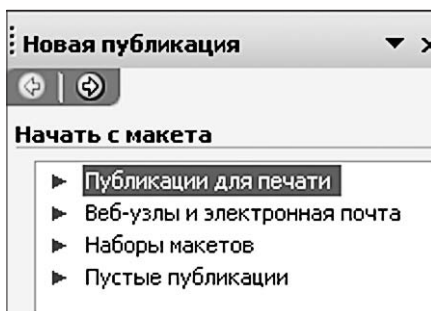 Новая публикация
Начать с макета
Публикации для печати
Веб-узлы и электронная почта
Наборы макетов
Пустые публикации